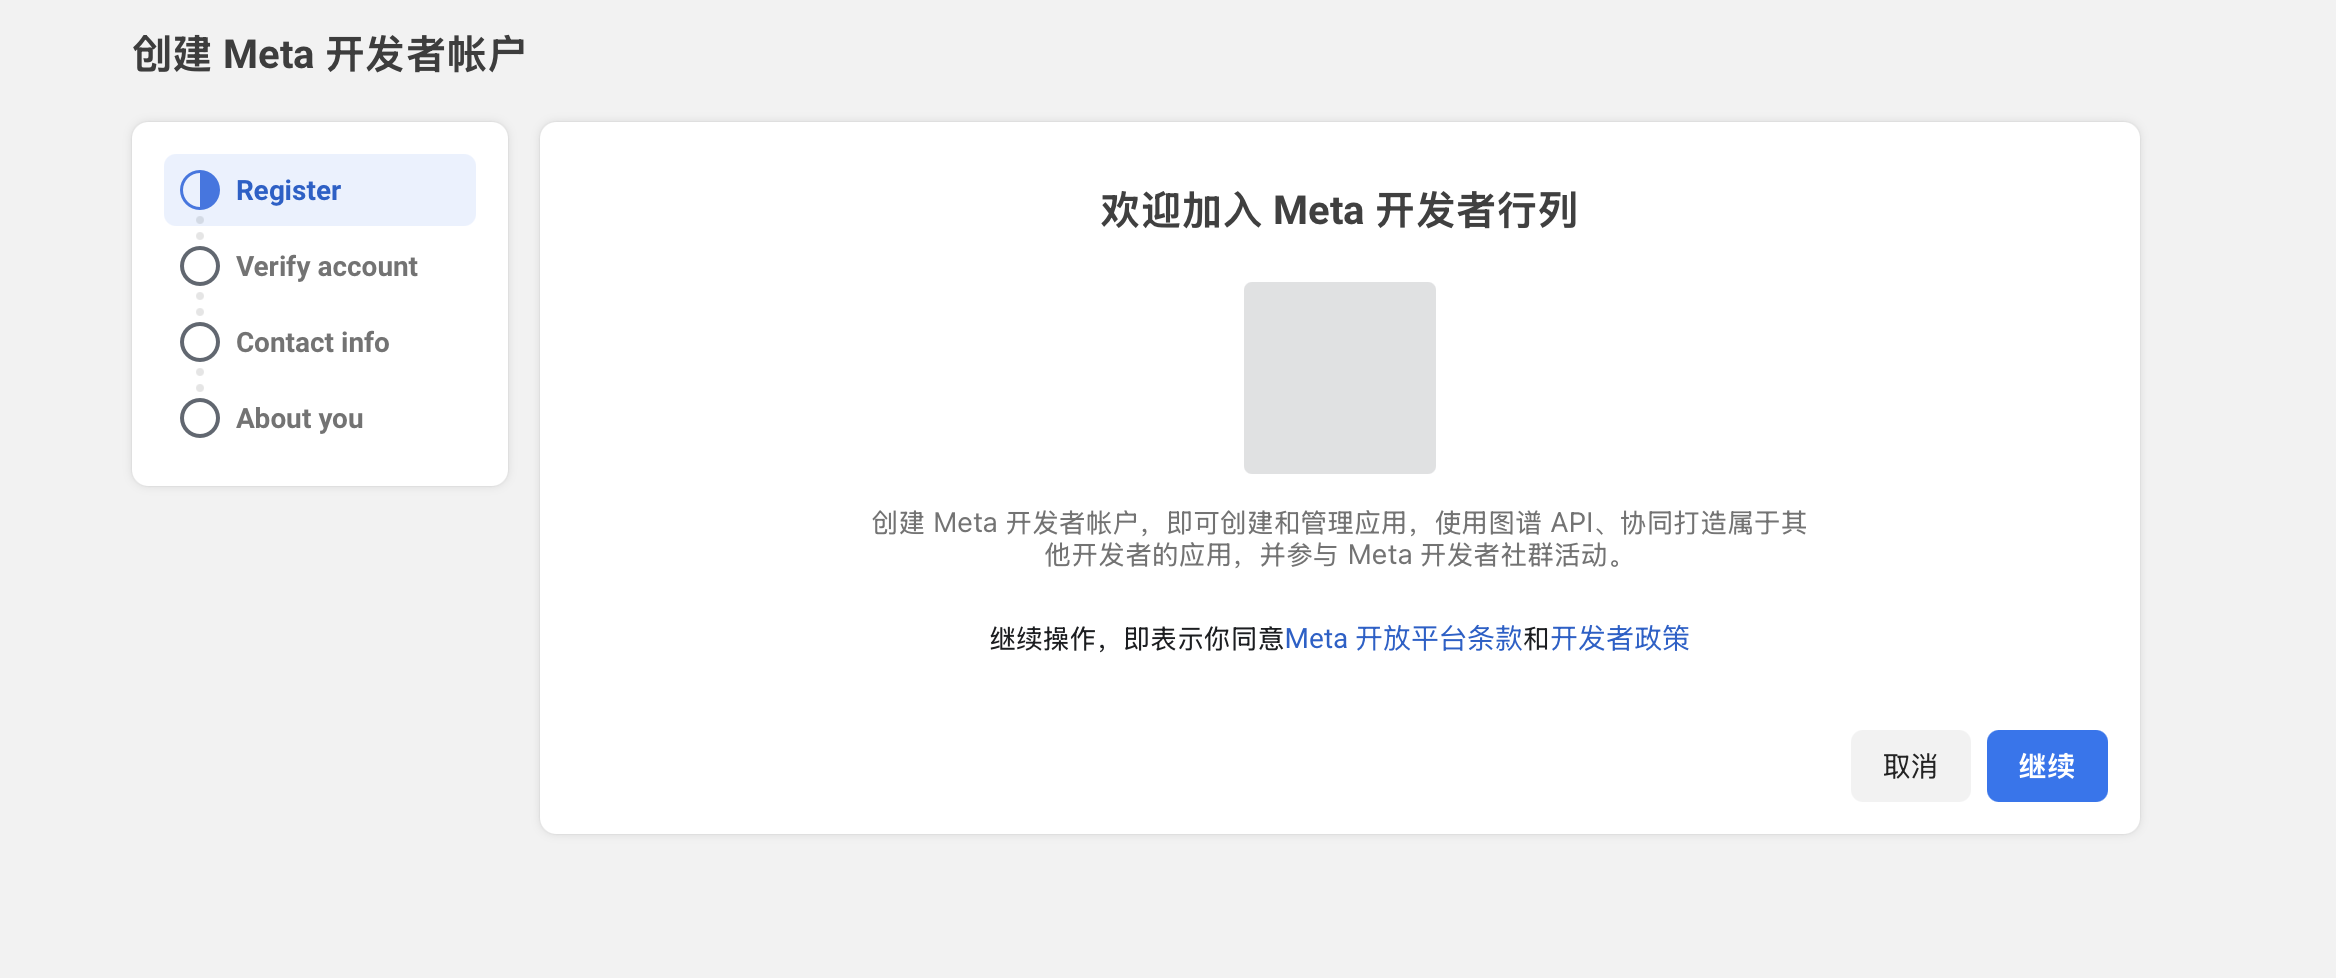 创建 Meta 开发者帐户
Register
Verify account
Contact info
About you
欢迎加入 Meta 开发者行列
创建 Meta 开发者帐户，即可创建和管理应用，使用图谱 API、协同打造属于其
他开发者的应用，并参与 Meta 开发者社群活动。
继续操作，即表示你同意Meta 开放平台条款和开发者政策
取消
继续